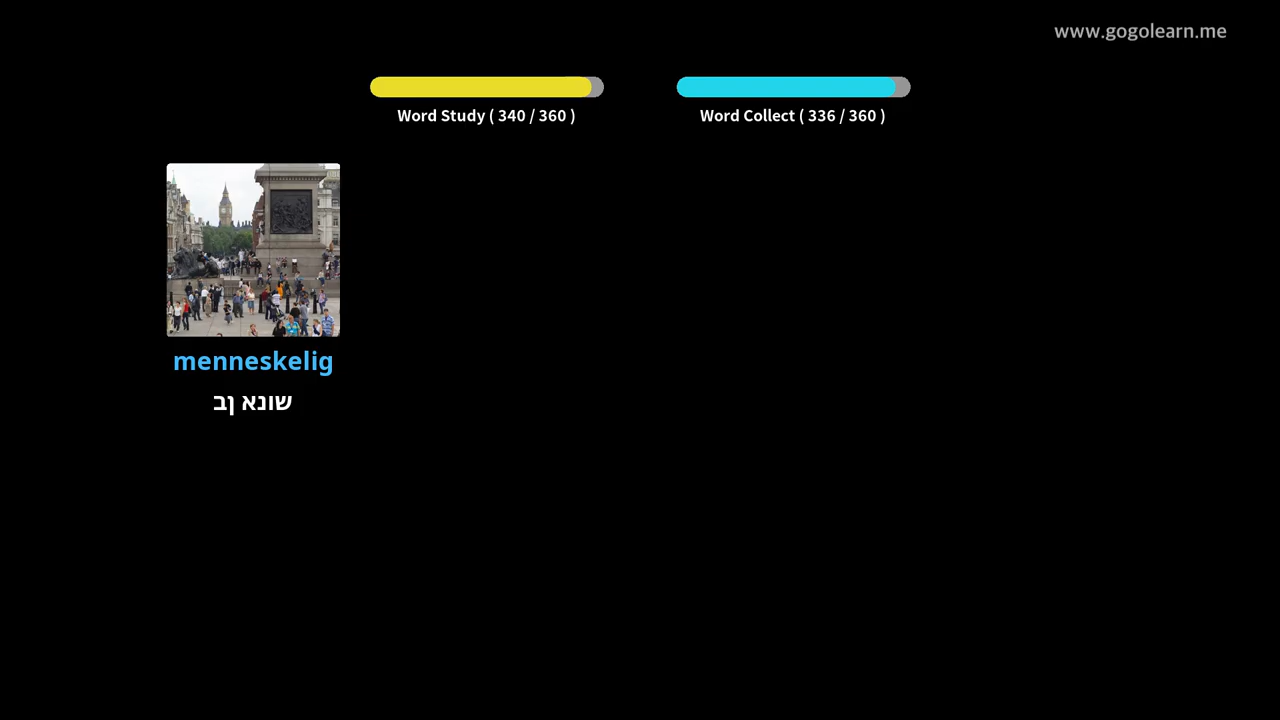 www.gogolearn.me
Word Study ( 340 / 360 )
Word Collect ( 336 / 360 )
menneskelig
בן אנוש